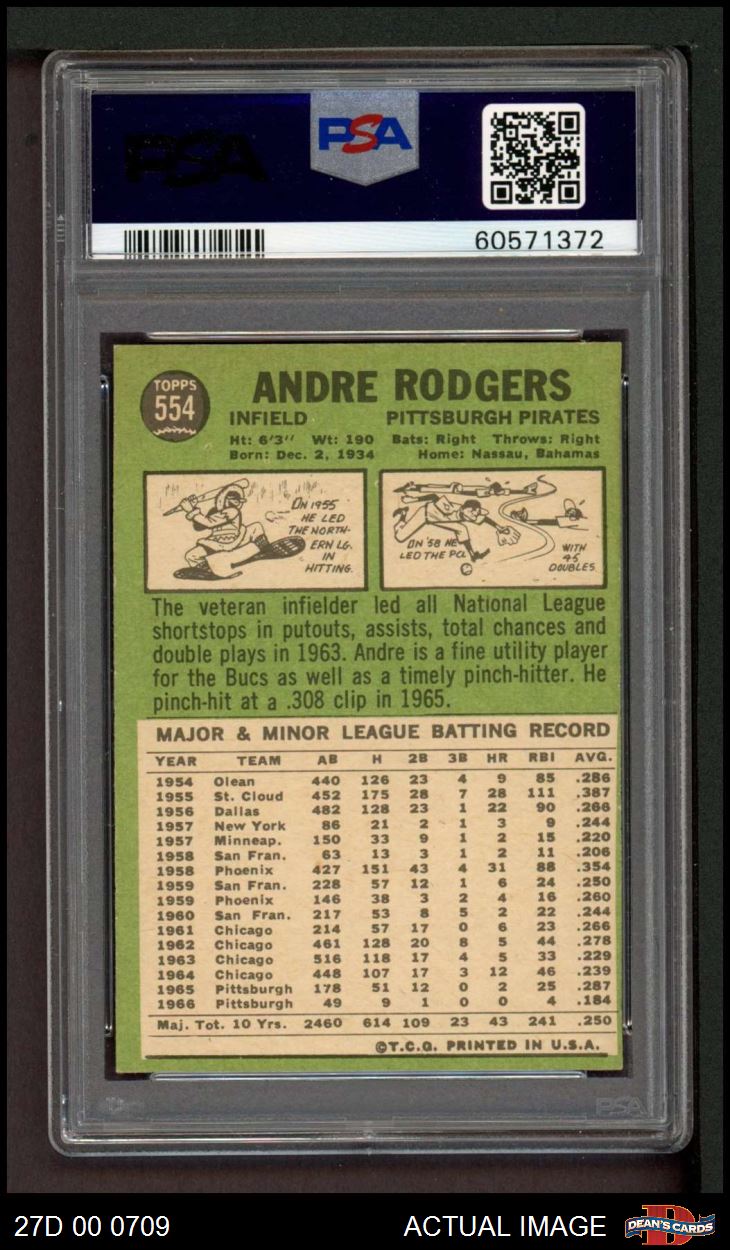 PSA
PSA
60571372
TOPPS
554
ANDRE RODGERS
INFIELD PITTSBURGH PIRATES
Ht: 6'3" Wt: 190 Bats: Right Throws: Right
Born: Dec. 2, 1934 Home: Nassau, Bahamas
ON 1955
HE LED
THE NORTH-
ERN LG.
IN
HITTING.
ON '58 HE
LED THE PCL
WITH
45
DOUBLES
The veteran infielder led all National League
shortstops in putouts, assists, total chances and
double plays in 1963. Andre is a fine utility player
for the Bucs as well as a timely pinch-hitter. He
pinch-hit at a .308 clip in 1965.
MAJOR & MINOR LEAGUE BATTING RECORD
YEAR TEAM AB H 2B 3B HR RBI AVG.
1954 Olean 440 126 23 4 9 85 .286
1955 St. Cloud 452 175 28 7 28 111 .387
1956 Dallas 482 128 23 1 22 90 .266
1957 New York 86 21 2 1 3 9 .244
1957 Minneap. 150 33 9 1 2 15 .220
1958 San Fran. 63 13 3 1 2 11 .206
1958 Phoenix 427 151 43 4 31 88 .354
1959 San Fran. 228 57 12 1 6 24 .250
1959 Phoenix 146 38 3 2 4 16 .260
1960 San Fran. 217 53 8 5 2 22 .244
1961 Chicago 214 57 17 0 6 23 .266
1962 Chicago 461 128 20 8 5 44 .278
1963 Chicago 516 118 17 4 5 33 .229
1964 Chicago 448 107 17 3 12 46 .239
1965 Pittsburgh 178 51 12 0 2 25 .287
1966 Pittsburgh 49 9 1 0 0 4 .184
Maj. Tot. 10 Yrs. 2460 614 109 23 43 241 .250
©T.C.G. PRINTED IN U.S.A.
PSA
27D 00 0709 ACTUAL IMAGE DEAN'S CARDS